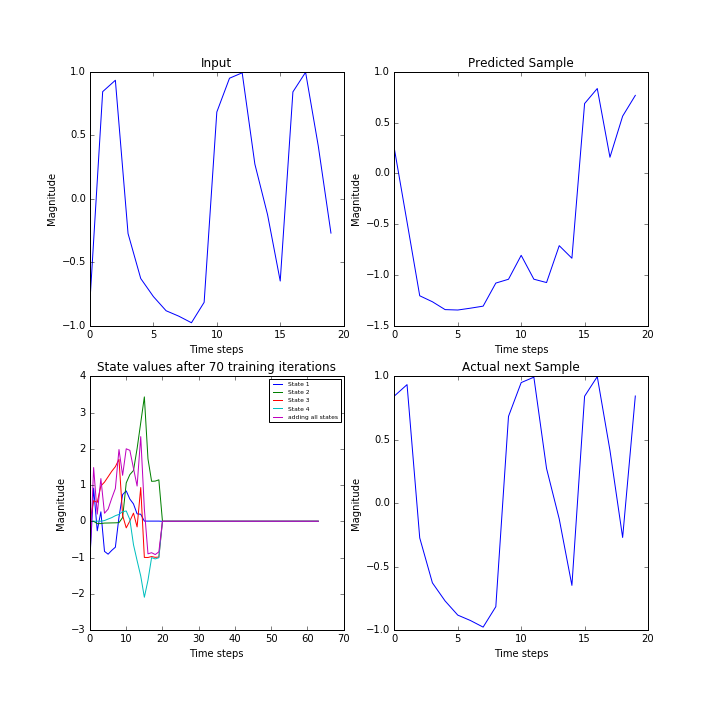 Input
1.0
0.5
0.0
−0.5
−1.0
Magnitude
0 5 10 15 20
Time steps
Predicted Sample
1.0
0.5
0.0
−0.5
−1.0
−1.5
Magnitude
0 5 10 15 20
Time steps
State values after 70 training iterations
4
3
2
1
0
−1
−2
−3
Magnitude
State 1
State 2
State 3
State 4
adding all states
0 10 20 30 40 50 60 70
Time steps
Actual next Sample
1.0
0.5
0.0
−0.5
−1.0
Magnitude
0 5 10 15 20
Time steps